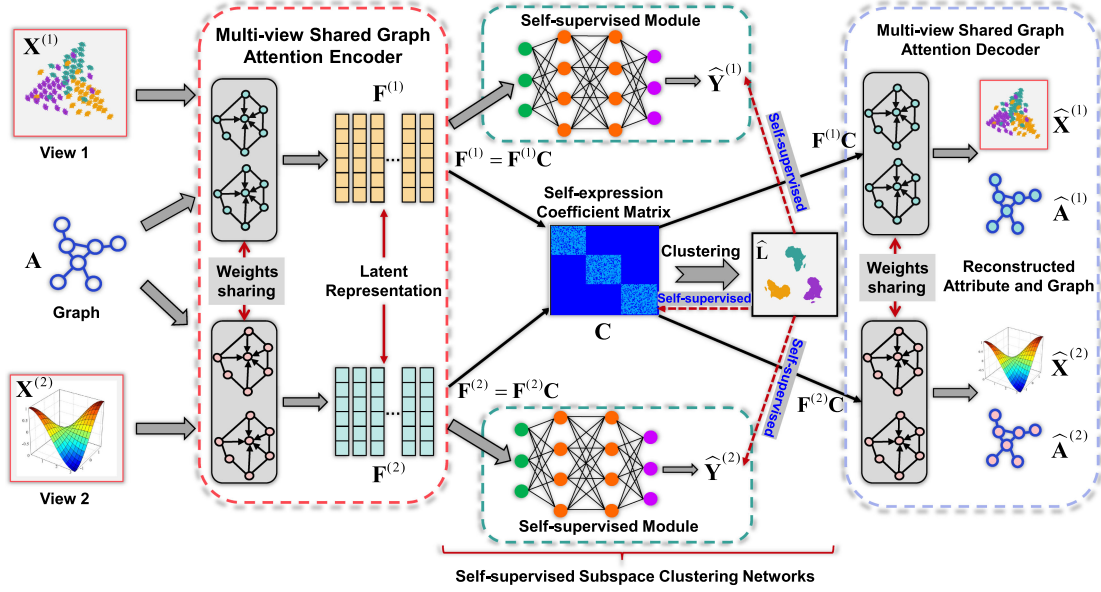 X^(1)
View 1
A
Graph
X^(2)
View 2
Multi-view Shared Graph
Attention Encoder
Weights
sharing
F^(1)
Latent
Representation
F^(2)
Self-supervised Module
Ŷ^(1)
F^(1) = F^(1)C
Self-expression
Coefficient Matrix
C
Clustering
Self-supervised
L̂
Self-supervised
Self-supervised
F^(2) = F^(2)C
Ŷ^(2)
Self-supervised Module
Self-supervised Subspace Clustering Networks
F^(1)C
F^(2)C
Multi-view Shared Graph
Attention Decoder
X̂^(1)
Â^(1)
Weights
sharing
Reconstructed
Attribute and Graph
X̂^(2)
Â^(2)